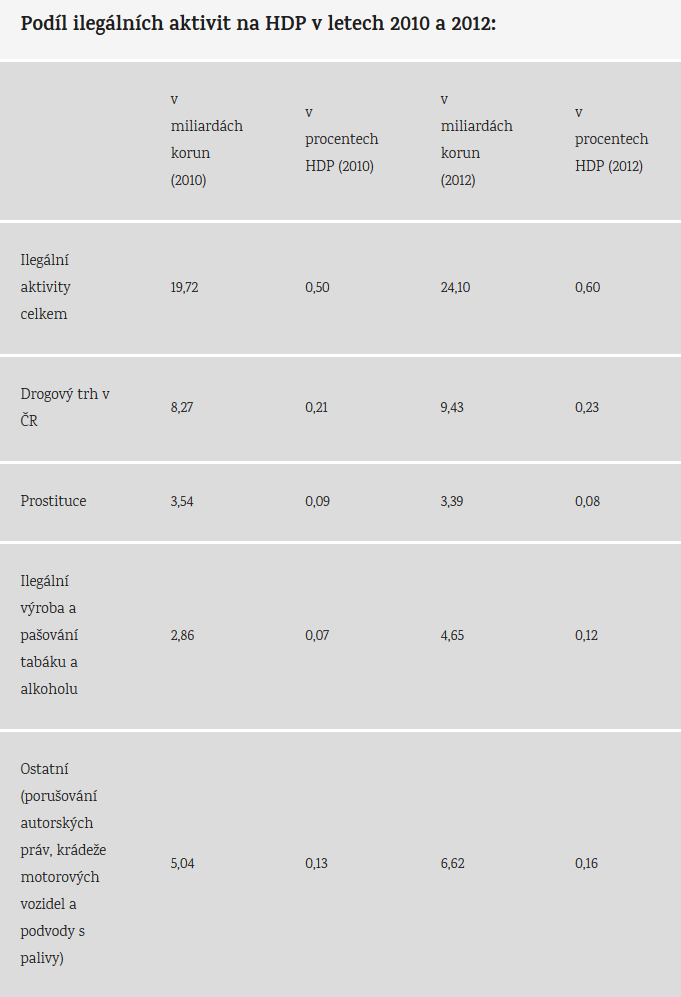 Podíl ilegálních aktivit na HDP v letech 2010 a 2012:
v
miliardách
korun
(2010)
v
procentech
HDP (2010)
v
miliardách
korun
(2012)
v
procentech
HDP (2012)
Ilegální
aktivity
celkem
19,72
0,50
24,10
0,60
Drogový trh v
ČR
8,27
0,21
9,43
0,23
Prostituce
3,54
0,09
3,39
0,08
Ilegální
výroba a
pašování
tabáku a
alkoholu
2,86
0,07
4,65
0,12
Ostatní
(porušování
autorských
práv, krádeže
motorových
vozidel a
podvody s
palivy)
5,04
0,13
6,62
0,16